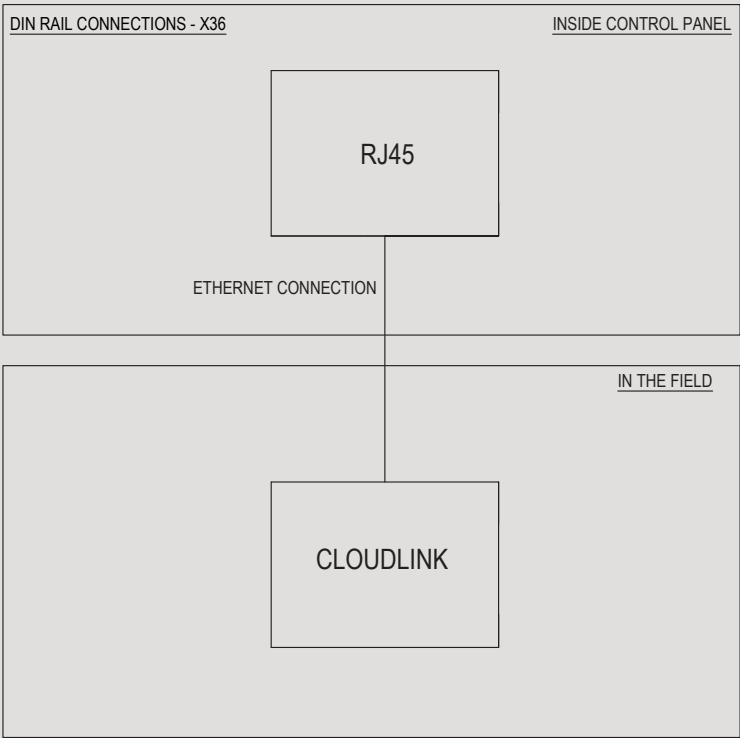 DIN RAIL CONNECTIONS - X36
INSIDE CONTROL PANEL
RJ45
ETHERNET CONNECTION
IN THE FIELD
CLOUDLINK